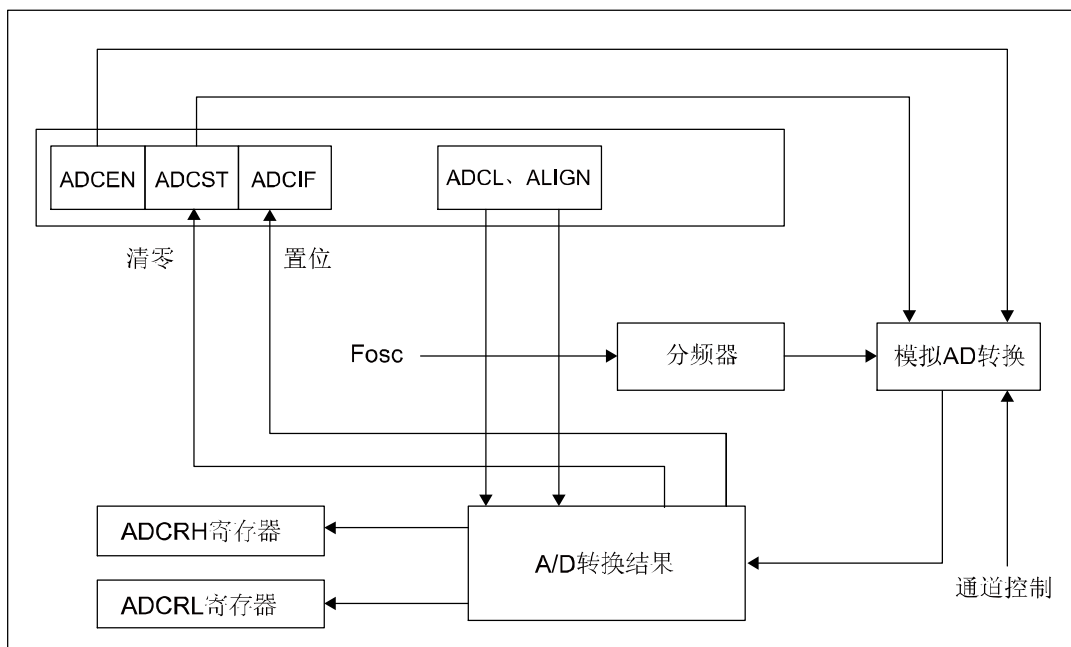 ADCEN
ADCST
ADCIF
ADCL、ALIGN
清零
置位
Fosc
分频器
模拟AD转换
ADCRH寄存器
A/D转换结果
ADCRL寄存器
通道控制